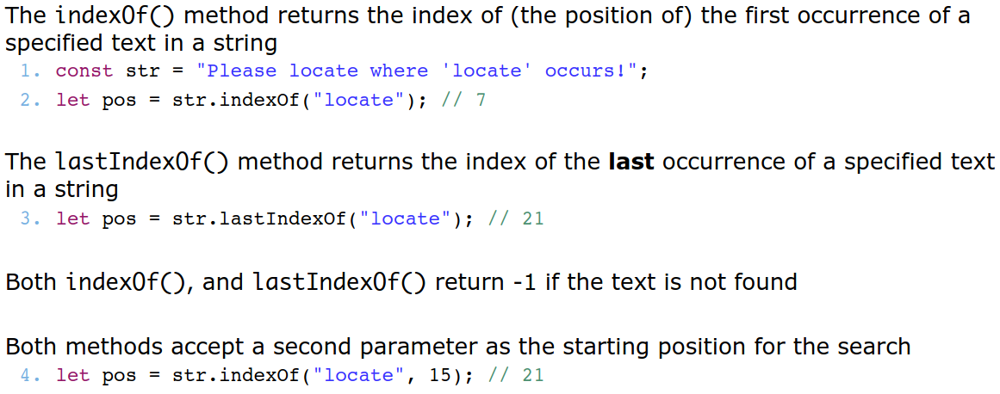 The indexOf() method returns the index of (the position of) the first occurrence of a
specified text in a string
1. const str = "Please locate where 'locate' occurs!";
2. let pos = str.indexOf("locate"); // 7
The lastIndexOf() method returns the index of the last occurrence of a specified text
in a string
3. let pos = str.lastIndexOf("locate"); // 21
Both indexOf(), and lastIndexOf() return -1 if the text is not found
Both methods accept a second parameter as the starting position for the search
4. let pos = str.indexOf("locate", 15); // 21